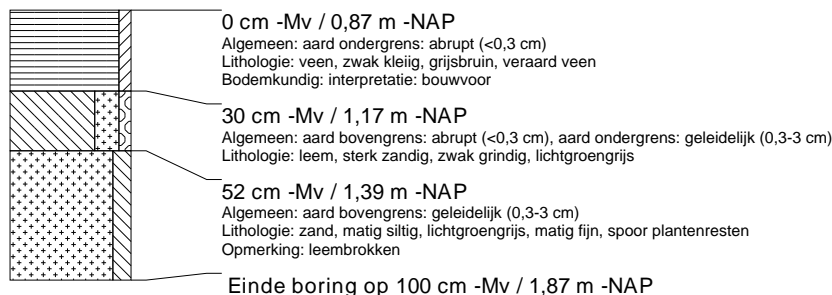 0 cm -Mv / 0,87 m -NAP
Algemeen: aard ondergrens: abrupt (<0,3 cm)
Lithologie: veen, zwak kleiig, grijsbruin, veraard veen
Bodemkundig: interpretatie: bouwvoor
30 cm -Mv / 1,17 m -NAP
Algemeen: aard bovengrens: abrupt (<0,3 cm), aard ondergrens: geleidelijk (0,3-3 cm)
Lithologie: leem, sterk zandig, zwak grindig, lichtgroengrijs
52 cm -Mv / 1,39 m -NAP
Algemeen: aard bovengrens: geleidelijk (0,3-3 cm)
Lithologie: zand, matig siltig, lichtgroengrijs, matig fijn, spoor plantenresten
Opmerking: leembrokken
Einde boring op 100 cm -Mv / 1,87 m -NAP